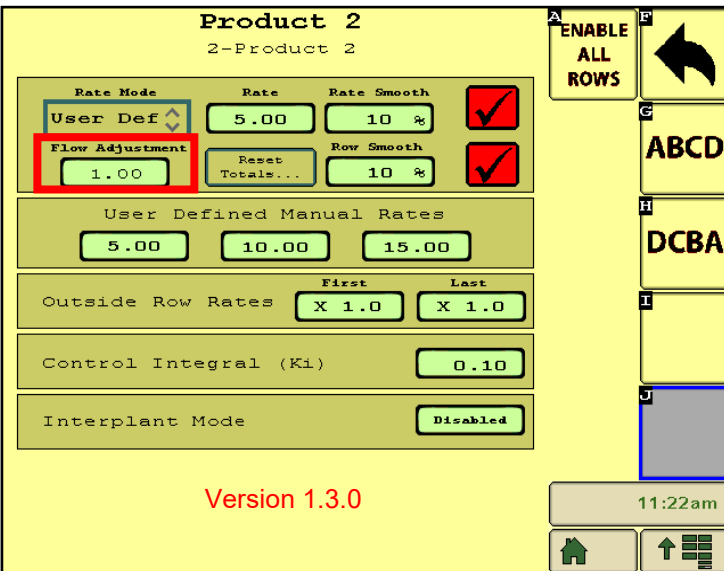 Product 2
2-Product 2
Rate Mode Rate Rate Smooth
User Def 5.00 10 %
Flow Adjustment Row Smooth
1.00 Reset Totals... 10 %
User Defined Manual Rates
5.00 10.00 15.00
First Last
Outside Row Rates X 1.0 X 1.0
Control Integral (Ki) 0.10
Interplant Mode Disabled
Version 1.3.0
A
ENABLE
ALL
ROWS
F
G
ABCD
H
DCBA
I
J
11:22am